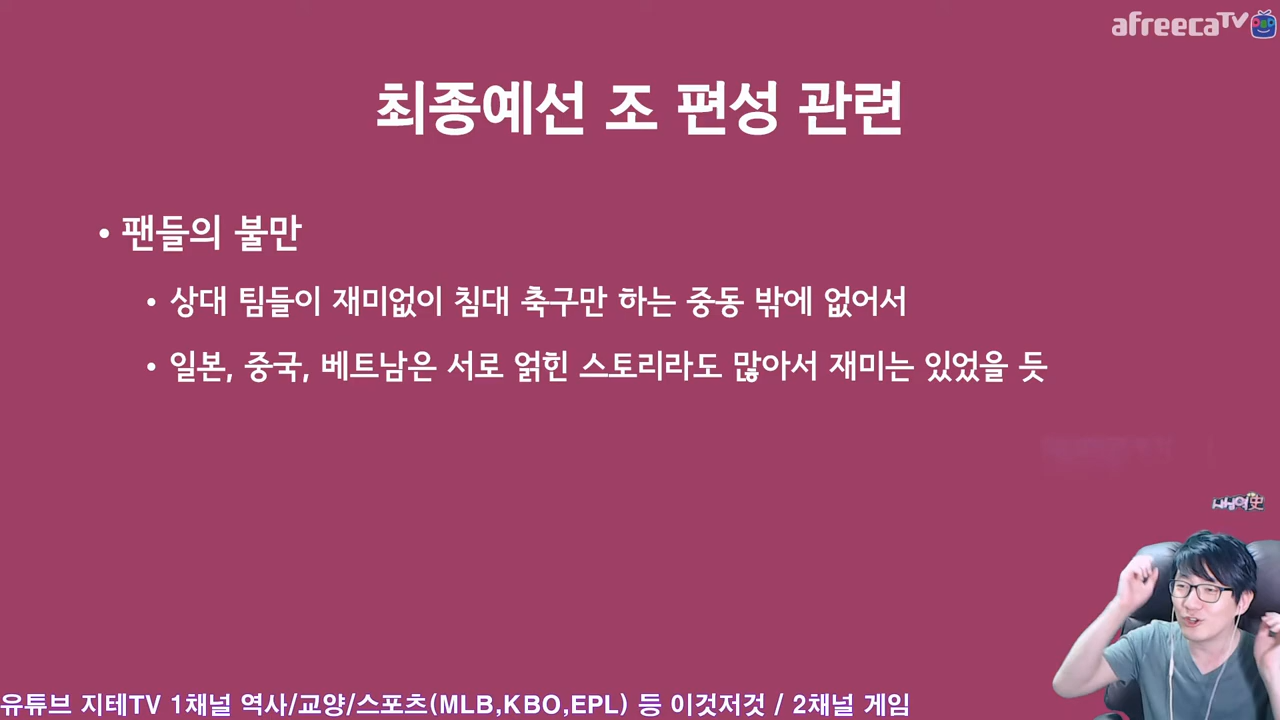 afreecaTV
최종예선 조 편성 관련
• 팬들의 불만
• 상대 팀들이 재미없이 침대 축구만 하는 중동 밖에 없어서
• 일본, 중국, 베트남은 서로 얽힌 스토리라도 많아서 재미는 있었을 듯
유튜브 지테TV 1채널 역사/교양/스포츠(MLB,KBO,EPL) 등 이것저것 / 2채널 게임